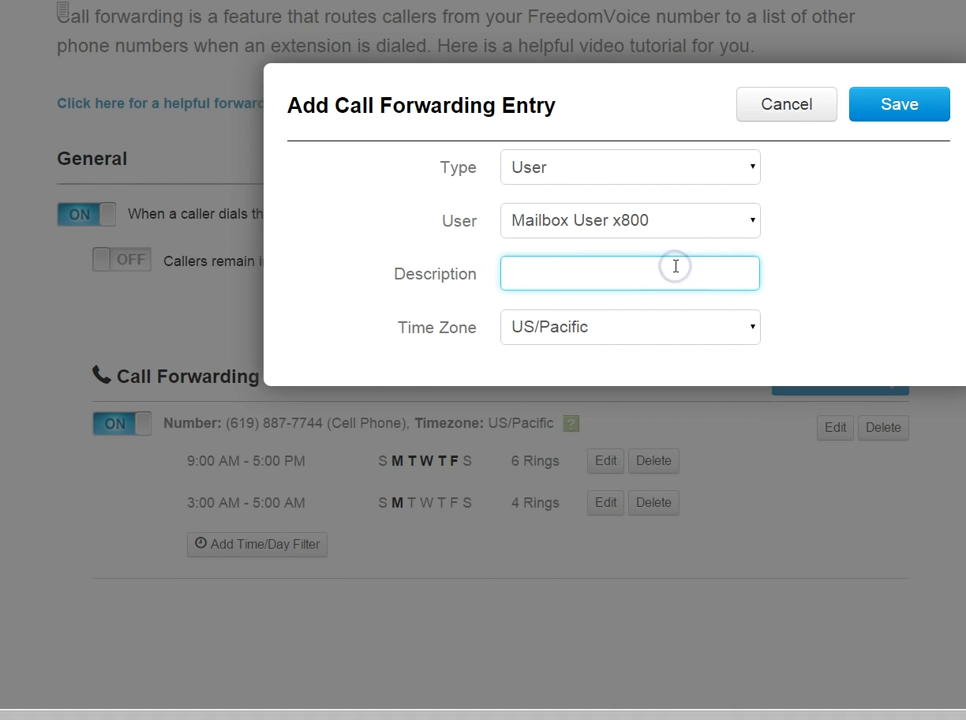 Call forwarding is a feature that routes callers from your FreedomVoice number to a list of other
phone numbers when an extension is dialed. Here is a helpful video tutorial for you.
Click here for a helpful forward
Add Call Forwarding Entry
Cancel
Save
General
Type
User
ON
When a caller dials th
User
Mailbox User x800
OFF
Callers remain i
Description
Time Zone
US/Pacific
Call Forwarding
ON
Number: (619) 887-7744 (Cell Phone), Timezone: US/Pacific ?
Edit
Delete
9:00 AM - 5:00 PM
S M T W T F S
6 Rings
Edit
Delete
3:00 AM - 5:00 AM
S M T W T F S
4 Rings
Edit
Delete
Add Time/Day Filter